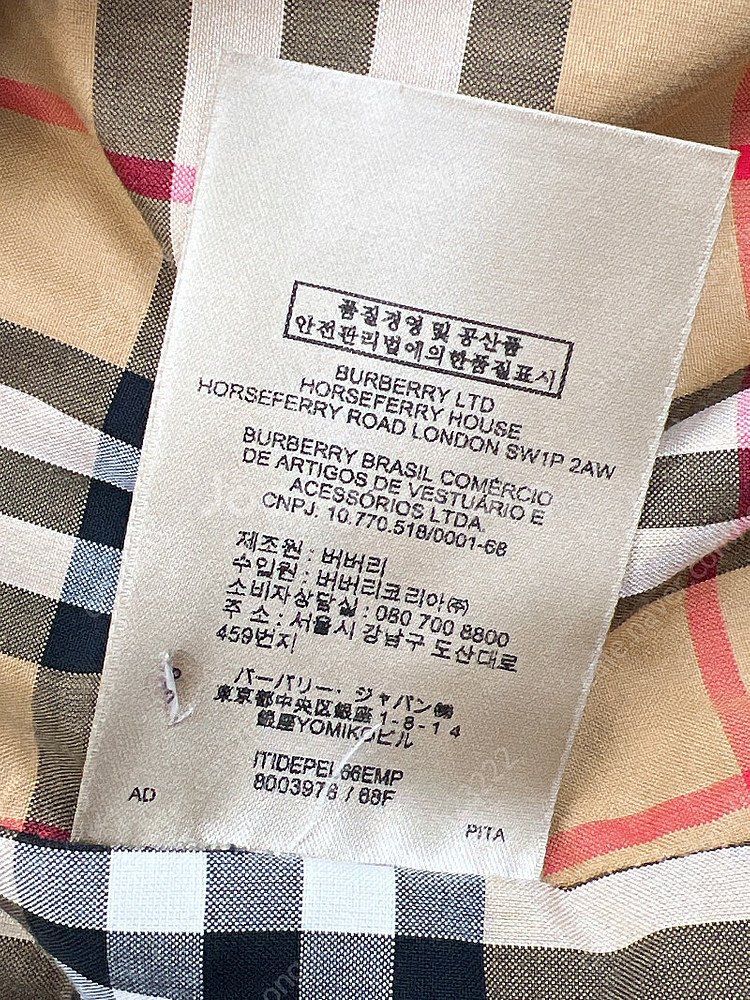 품질경영 및 공산품
안전관리법에의한품질표시
BURBERRY LTD
HORSEFERRY HOUSE
HORSEFERRY ROAD LONDON SW1P 2AW
BURBERRY BRASIL COMÉRCIO
DE ARTIGOS DE VESTUÁRIO E
ACESSÓRIOS LTDA.
CNPJ: 10.770.518/0001-68
제조원 : 버버리
수입원 : 버버리코리아㈜
소비자상담실 : 080 700 8800
주 소 : 서울시 강남구 도산대로
459번지
バーバリー・ジャパン㈱
東京都中央区銀座 1-8-14
銀座YOMIKOビル
ITIDEPEI 66EMP
8003976 / 68F
AD
PITA